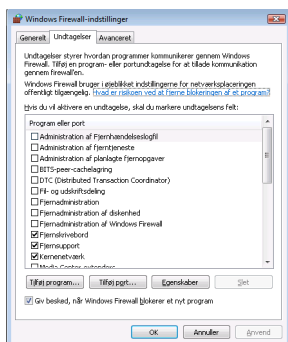 Windows Firewall-indstillinger
Generelt Undtagelser Avanceret
Undtagelser styrer hvordan programmer kommunikerer gennem Windows
Firewall. Tilføj en program- eller portundtagelse for at tillade kommunikation
gennem firewallen.
Windows Firewall bruger i øjeblikket indstillingerne for netværksplaceringen
offentligt tilgængelig. Hvad er risikoen ved at fjerne blokeringen af et program?
Hvis du vil aktivere en undtagelse, skal du markere undtagelsens felt:
Program eller port
Administration af Fjernhændelseslogfil
Administration af fjerntjeneste
Administration af planlagte fjernopgaver
BITS-peer-cachelagring
DTC (Distributed Transaction Coordinator)
Fil- og udskriftsdeling
Fjernadministration
Fjernadministration af diskenhed
Fjernadministration af Windows Firewall
Fjernskrivebord
Fjernsupport
Kernenetværk
Media Center extenders
Tilføj program... Tilføj port... Egenskaber Slet
Giv besked, når Windows Firewall blokerer et nyt program
OK Annuller Anvend